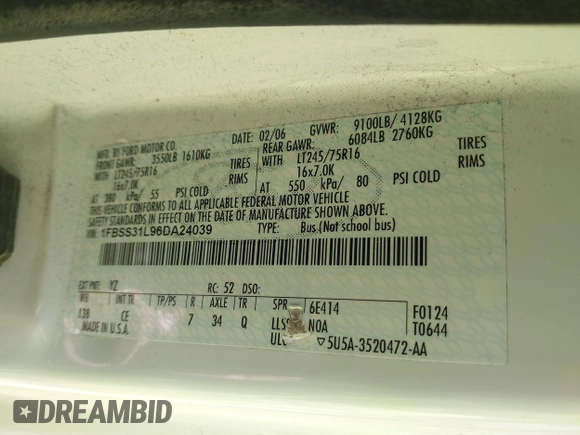 MFD. BY FORD MOTOR CO.
DATE: 02/06 GVWR: 9100LB/ 4128KG
FRONT GAWR: 3550LB 1610KG REAR GAWR: 6084LB 2760KG
WITH LT245/75R16 TIRES WITH LT245/75R16 TIRES
16x7.0K RIMS 16x7.0K RIMS
AT 380 kPa/ 55 PSI COLD AT 550 kPa/ 80 PSI COLD
THIS VEHICLE CONFORMS TO ALL APPLICABLE FEDERAL MOTOR VEHICLE
SAFETY STANDARDS IN EFFECT ON THE DATE OF MANUFACTURE SHOWN ABOVE.
VIN: 1FBSS31L96DA24039 TYPE: Bus (Not school bus)
EXT PNT: YZ RC: 52 DSO:
WB INT TR TP/PS R AXLE TR SPR 6E414 F0124
138 CE 7 34 Q LLS NOA T0644
MADE IN U.S.A. 5U5A-3520472-AA
DREAMBID